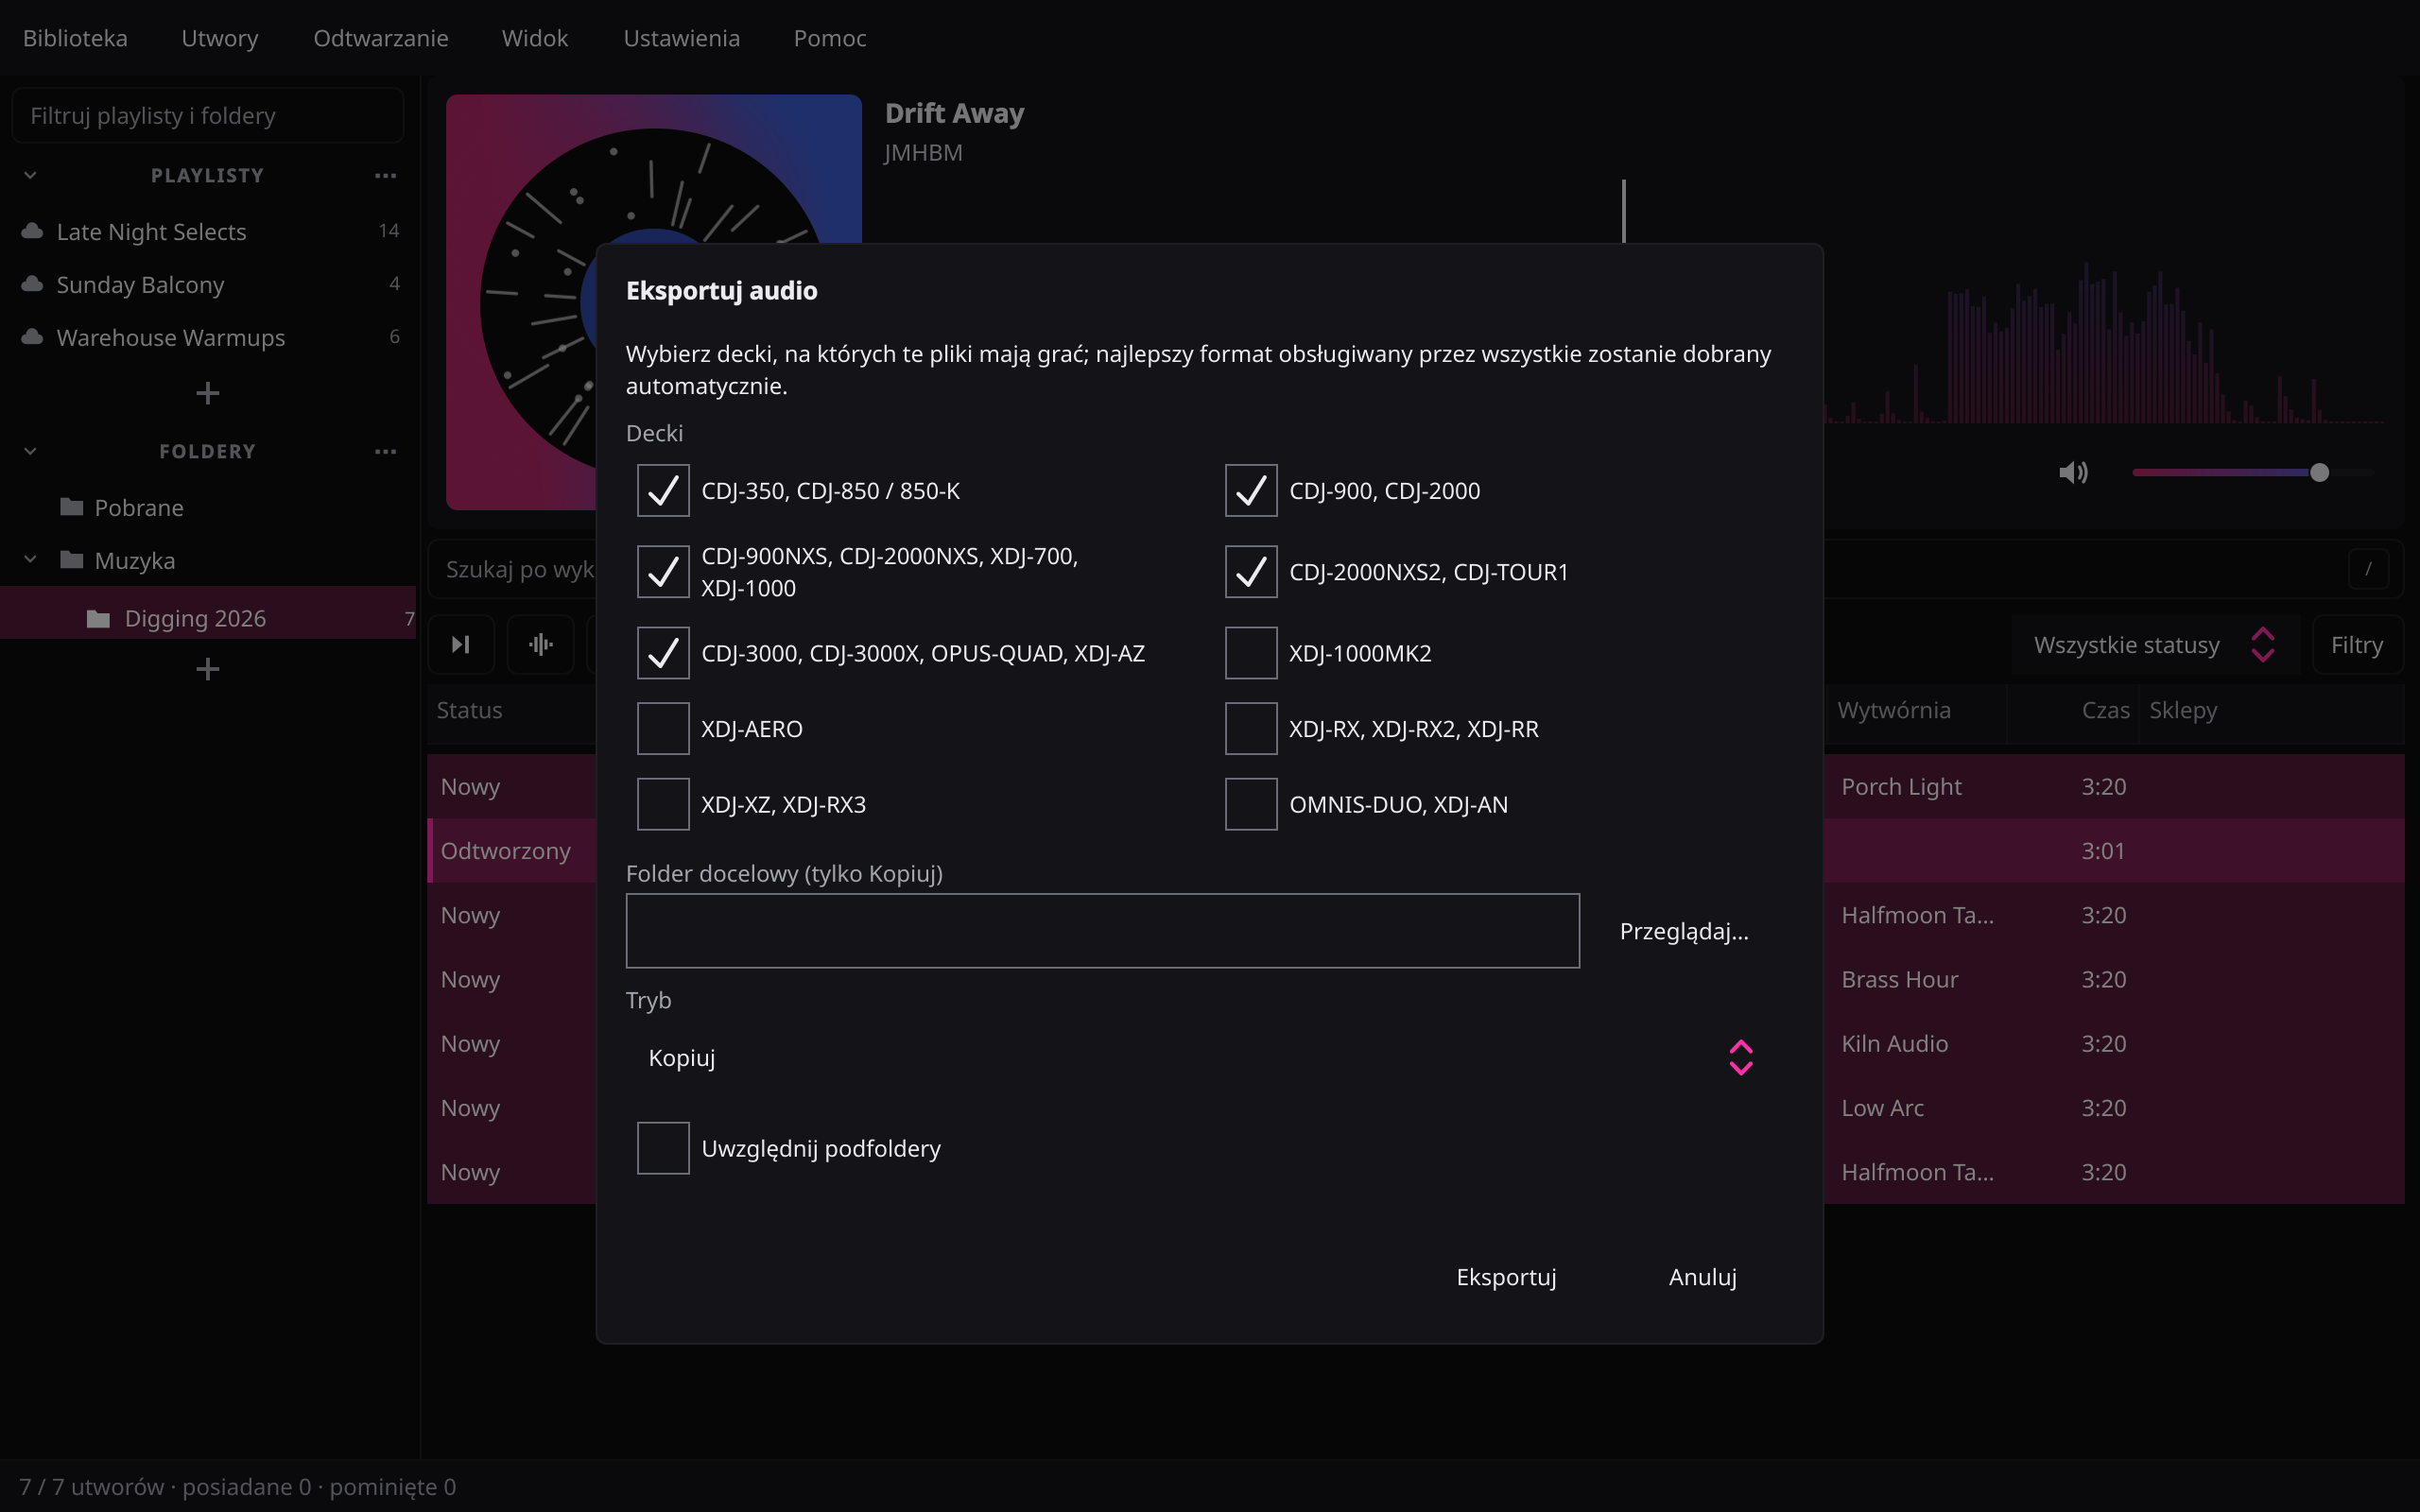 Biblioteka Utwory Odtwarzanie Widok Ustawienia Pomoc
Filtruj playlisty i foldery
PLAYLISTY
Late Night Selects 14
Sunday Balcony 4
Warehouse Warmups 6
FOLDERY
Pobrane
Muzyka
Digging 2026 7
Drift Away
JMHBM
Szukaj po wyk
/
Wszystkie statusy
Filtry
Status Wytwórnia Czas Sklepy
Nowy Porch Light 3:20
Odtworzony 3:01
Nowy Halfmoon Ta... 3:20
Nowy Brass Hour 3:20
Nowy Kiln Audio 3:20
Nowy Low Arc 3:20
Nowy Halfmoon Ta... 3:20
Eksportuj audio
Wybierz decki, na których te pliki mają grać; najlepszy format obsługiwany przez wszystkie zostanie dobrany
automatycznie.
Decki
CDJ-350, CDJ-850 / 850-K
CDJ-900, CDJ-2000
CDJ-900NXS, CDJ-2000NXS, XDJ-700,
XDJ-1000
CDJ-2000NXS2, CDJ-TOUR1
CDJ-3000, CDJ-3000X, OPUS-QUAD, XDJ-AZ
XDJ-1000MK2
XDJ-AERO
XDJ-RX, XDJ-RX2, XDJ-RR
XDJ-XZ, XDJ-RX3
OMNIS-DUO, XDJ-AN
Folder docelowy (tylko Kopiuj)
Przeglądaj...
Tryb
Kopiuj
Uwzględnij podfoldery
Eksportuj Anuluj
7 / 7 utworów · posiadane 0 · pominięte 0